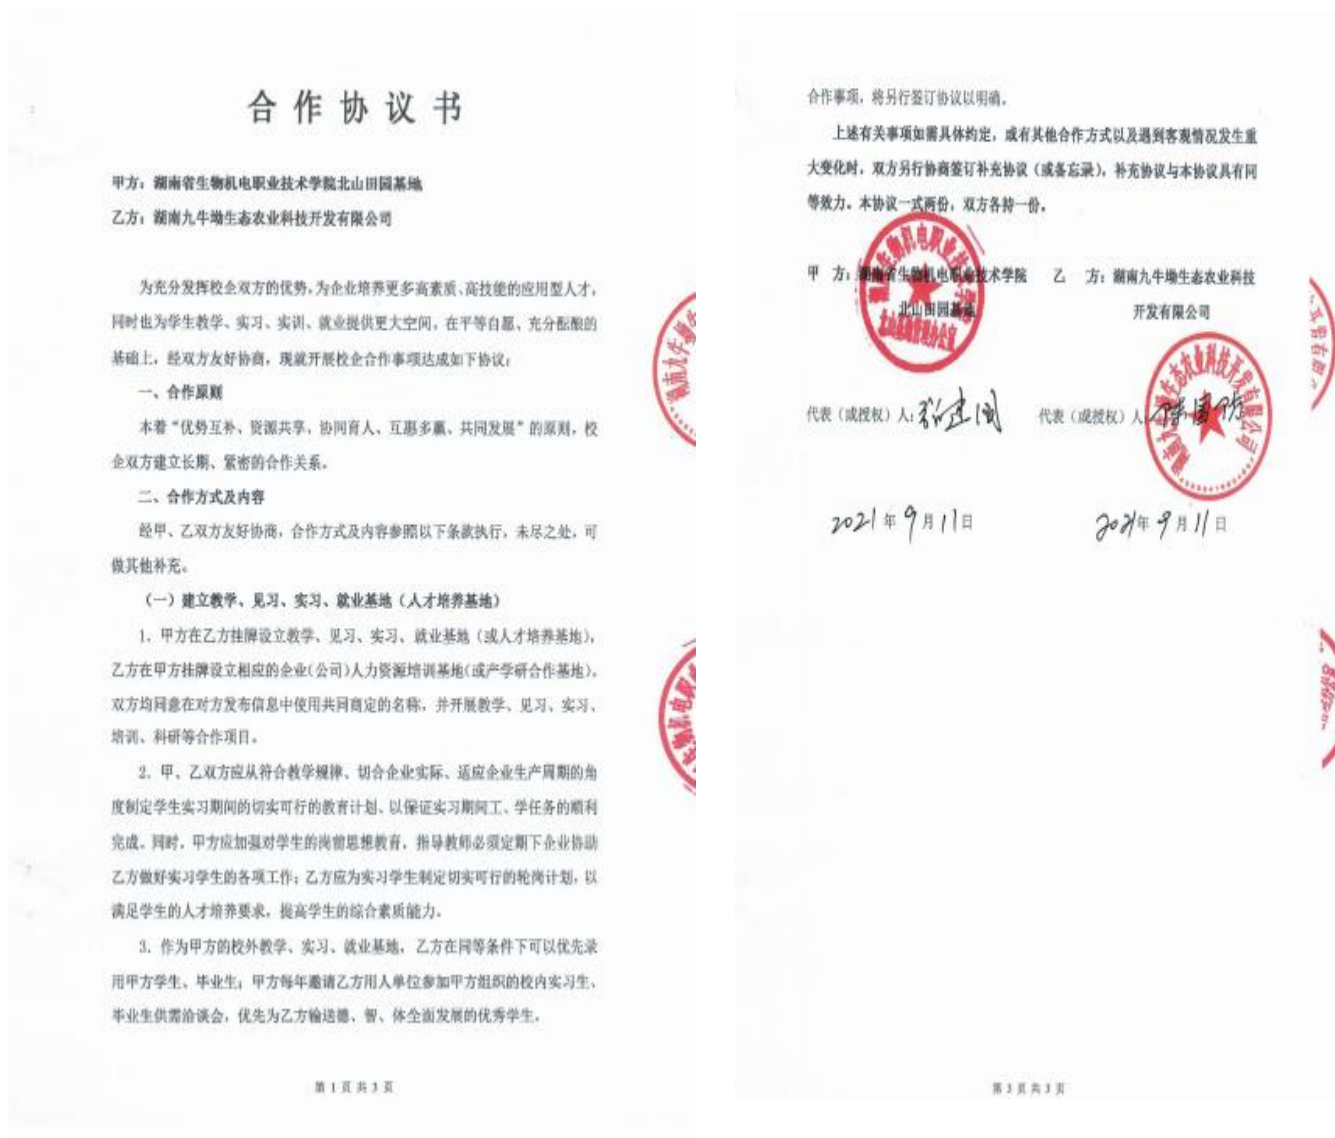 合作协议书
甲方：湖南省生物机电职业技术学院北山田园基地
乙方：湖南九牛坳生态农业科技开发有限公司
为充分发挥校企双方的优势,为企业培养更多高素质、高技能的应用型人才，
同时也为学生教学、实习、实训、就业提供更大空间。在平等自愿、充分酝酿的
基础上，经双方友好协商，现就开展校企合作事项达成如下协议：
一、合作原则
本着“优势互补、资源共享、协同育人、互惠多赢、共同发展”的原则，校
企双方建立长期、紧密的合作关系。
二、合作方式及内容
经甲、乙双方友好协商，合作方式及内容参照以下条款执行，未尽之处，可
做其他补充。
（一）建立教学、见习、实习、就业基地（人才培养基地）
1、甲方在乙方挂牌设立教学、见习、实习、就业基地（或人才培养基地），
乙方在甲方挂牌设立相应的企业(公司)人力资源培训基地(或产学研合作基地)。
双方均同意在对方发布信息中使用共同商定的名称，并开展教学、见习、实习、
培训、科研等合作项目。
2、甲、乙双方应从符合教学规律、切合企业实际、适应企业生产周期的角
度制定学生实习期间的切实可行的教育计划、以保证实习期间工、学任务的顺利
完成。同时，甲方应加强对学生的岗前思想教育，指导教师必须定期下企业协助
乙方做好实习学生的各项工作；乙方应为实习学生制定切实可行的轮岗计划，以
满足学生的人才培养要求，提高学生的综合素质能力。
3、作为甲方的校外教学、实习、就业基地，乙方在同等条件下可以优先录
用甲方学生、毕业生；甲方每年邀请乙方用人单位参加甲方组织的校内实习生、
毕业生供需洽谈会，优先为乙方输送德、智、体全面发展的优秀学生。
第 1 页 共 3 页
湖南九牛坳生
生物机电职
合作事项，将另行签订协议以明确。
上述有关事项如需具体约定，或有其他合作方式以及遇到客观情况发生重
大变化时，双方另行协商签订补充协议（或备忘录），补充协议与本协议具有同
等效力。本协议一式两份，双方各持一份。
甲 方：湖南省生物机电职业技术学院
北山田园基地
乙 方：湖南九牛坳生态农业科技
开发有限公司
代表（或授权）人：
代表（或授权）人
2021年9月11日
2021年9月11日
北山基地管理办公室
第 3 页 共 3 页